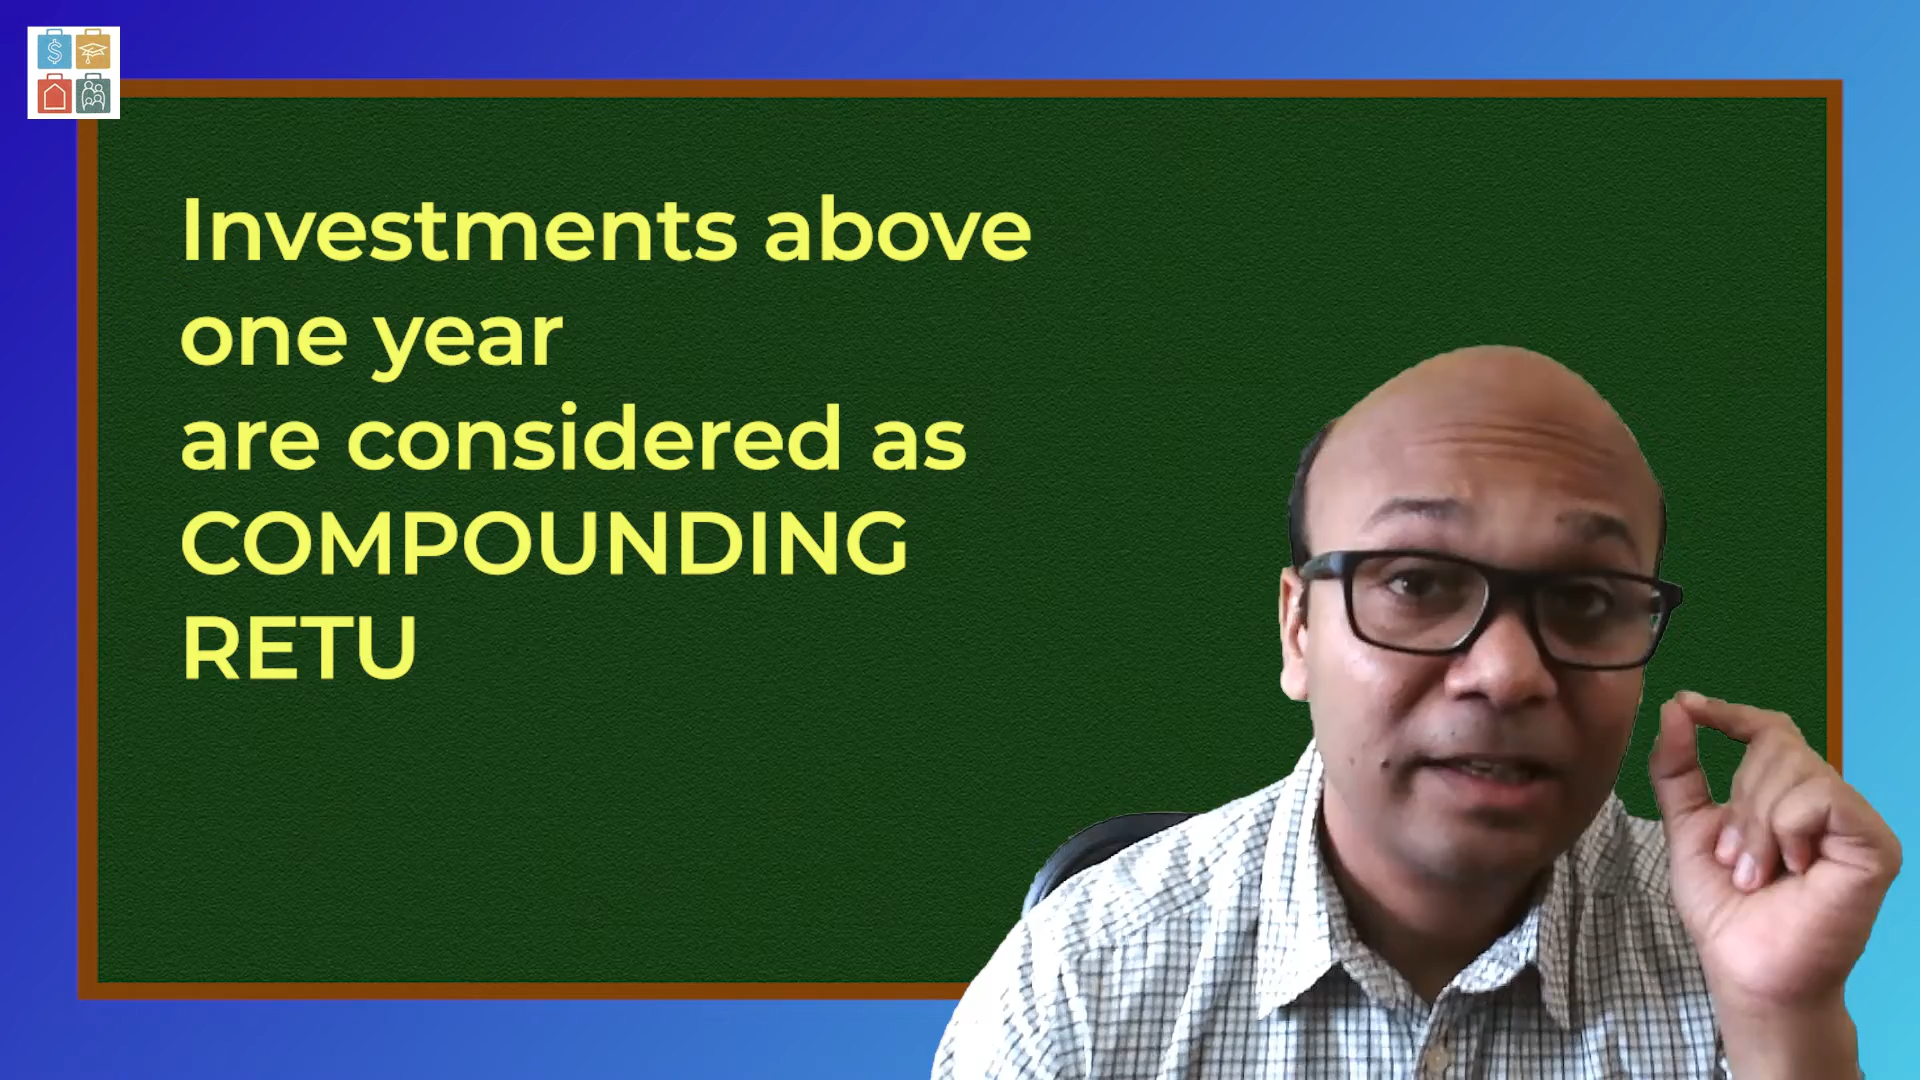 Investments above
one year
are considered as
COMPOUNDING
RETU